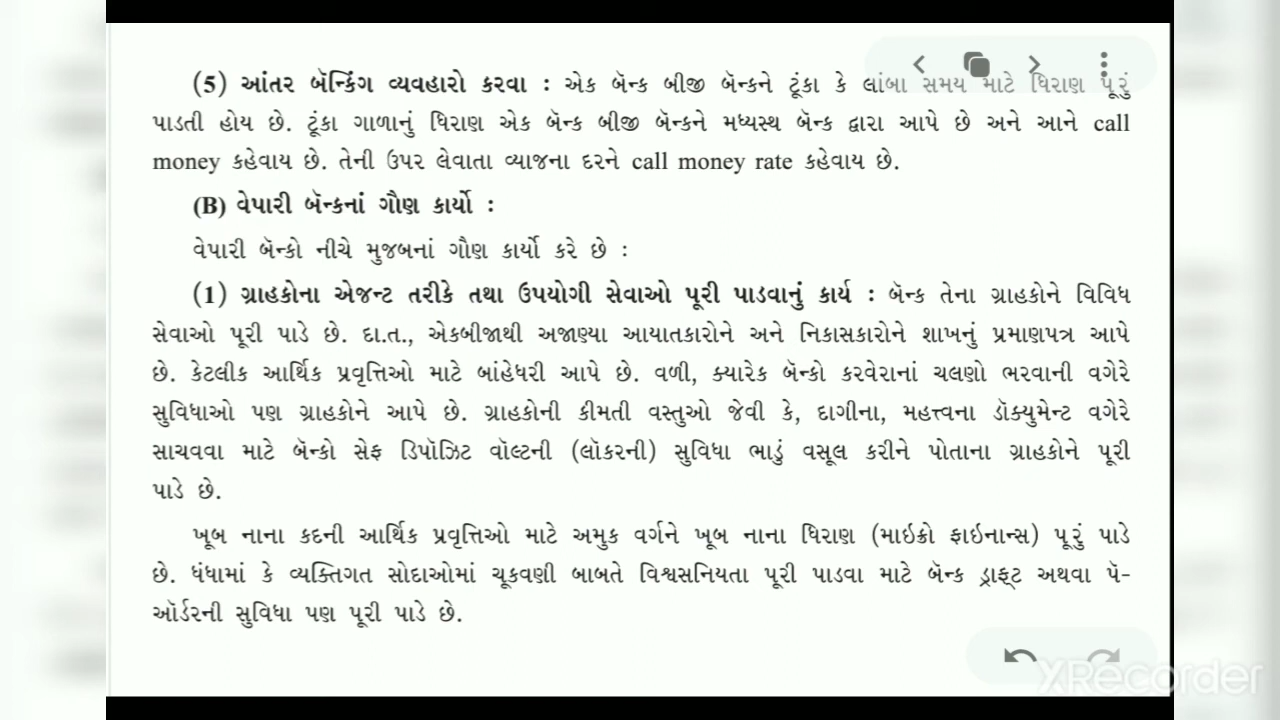 (5) આંતર બૅન્કિંગ વ્યવહારો કરવા : એક બૅન્ક બીજી બૅન્કને ટૂંકા કે લાંબા સમય માટે ધિરાણ પૂરું
પાડતી હોય છે. ટૂંકા ગાળાનું ધિરાણ એક બૅન્ક બીજી બૅન્કને મધ્યસ્થ બૅન્ક દ્વારા આપે છે અને આને call
money કહેવાય છે. તેની ઉપર લેવાતા વ્યાજના દરને call money rate કહેવાય છે.
(B) વેપારી બૅન્કનાં ગૌણ કાર્યો :
વેપારી બૅન્કો નીચે મુજબનાં ગૌણ કાર્યો કરે છે :
(1) ગ્રાહકોના એજન્ટ તરીકે તથા ઉપયોગી સેવાઓ પૂરી પાડવાનું કાર્ય : બૅન્ક તેના ગ્રાહકોને વિવિધ
સેવાઓ પૂરી પાડે છે. દા.ત., એકબીજાથી અજાણ્યા આયાતકારોને અને નિકાસકારોને શાખનું પ્રમાણપત્ર આપે
છે. કેટલીક આર્થિક પ્રવૃત્તિઓ માટે બાંહેધરી આપે છે. વળી, ક્યારેક બૅન્કો કરવેરાનાં ચલણો ભરવાની વગેરે
સુવિધાઓ પણ ગ્રાહકોને આપે છે. ગ્રાહકોની કીમતી વસ્તુઓ જેવી કે, દાગીના, મહત્ત્વના ડૉક્યુમેન્ટ વગેરે
સાચવવા માટે બૅન્કો સેફ ડિપૉઝિટ વૉલ્ટની (લૉકરની) સુવિધા ભાડું વસૂલ કરીને પોતાના ગ્રાહકોને પૂરી
પાડે છે.
ખૂબ નાના કદની આર્થિક પ્રવૃત્તિઓ માટે અમુક વર્ગને ખૂબ નાના ધિરાણ (માઇક્રો ફાઇનાન્સ) પૂરું પાડે
છે. ધંધામાં કે વ્યક્તિગત સોદાઓમાં ચૂકવણી બાબતે વિશ્વસનિયતા પૂરી પાડવા માટે બૅન્ક ડ્રાફ્ટ અથવા પૅ-
ઑર્ડરની સુવિધા પણ પૂરી પાડે છે.
XRecorder